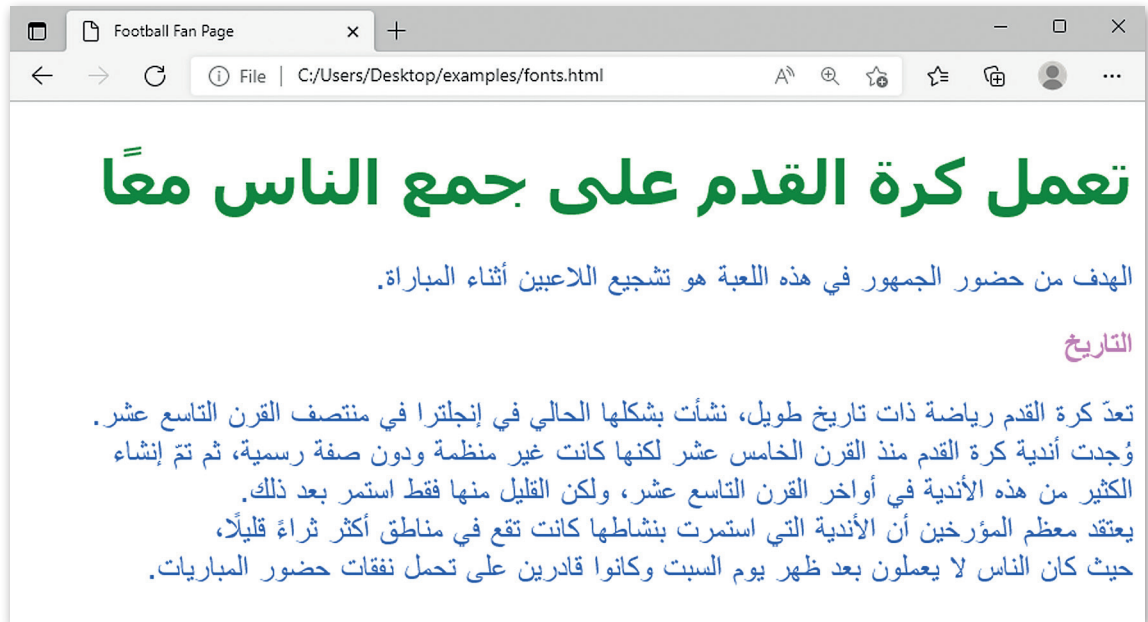 Football Fan Page
File | C:/Users/Desktop/examples/fonts.html
تعمل كرة القدم على جمع الناس معًا
الهدف من حضور الجمهور في هذه اللعبة هو تشجيع اللاعبين أثناء المباراة.
التاريخ
تعدّ كرة القدم رياضة ذات تاريخ طويل، نشأت بشكلها الحالي في إنجلترا في منتصف القرن التاسع عشر.
وُجدت أندية كرة القدم منذ القرن الخامس عشر لكنها كانت غير منظمة ودون صفة رسمية، ثم تمّ إنشاء
الكثير من هذه الأندية في أواخر القرن التاسع عشر، ولكن القليل منها فقط استمر بعد ذلك.
يعتقد معظم المؤرخين أن الأندية التي استمرت بنشاطها كانت تقع في مناطق أكثر ثراءً قليلًا،
حيث كان الناس لا يعملون بعد ظهر يوم السبت وكانوا قادرين على تحمل نفقات حضور المباريات.